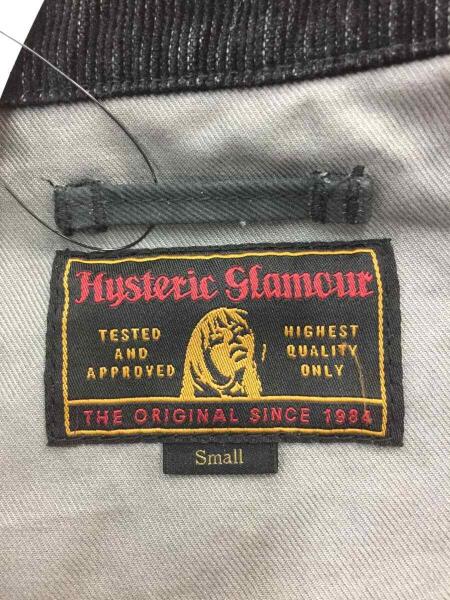 Hysteric Glamour
TESTED AND APPROVED
HIGHEST QUALITY ONLY
THE ORIGINAL SINCE 1984
Small